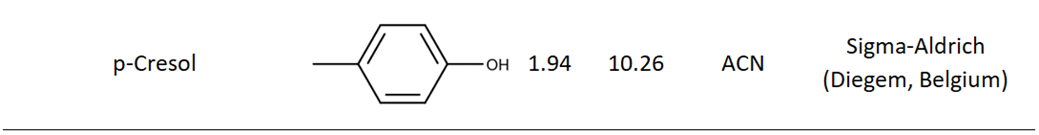 p-Cresol OH 1.94 10.26 ACN Sigma-Aldrich
(Diegem, Belgium)